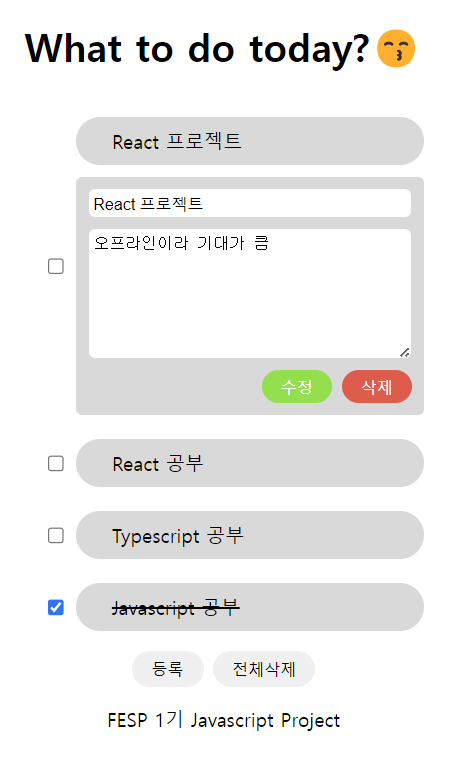 What to do today?😙
React 프로젝트
React 프로젝트
오프라인이라 기대가 큼
수정 삭제
React 공부
Typescript 공부
Javascript 공부
등록 전체삭제
FESP 1기 Javascript Project